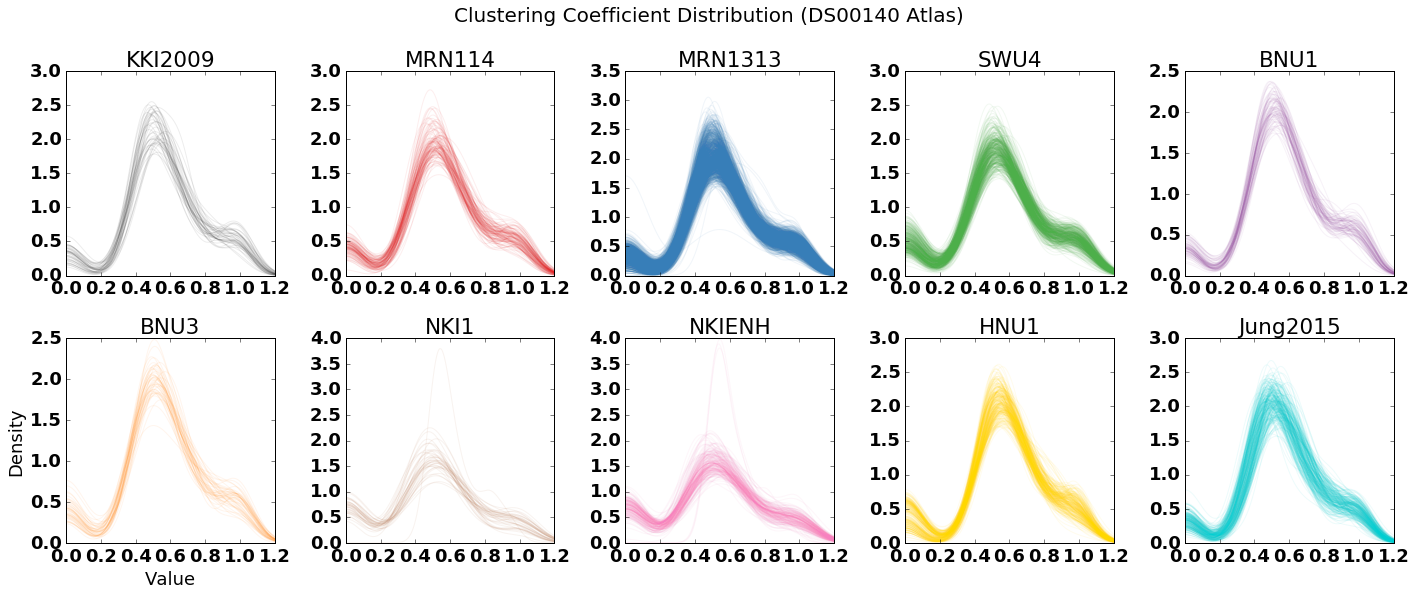 Clustering Coefficient Distribution (DS00140 Atlas)
KKI2009 MRN114 MRN1313 SWU4 BNU1
3.0 3.0 3.5 3.0 2.5
2.5 2.5 3.0 2.5 2.0
2.0 2.0 2.5 2.0 1.5
1.5 1.5 2.0 1.5 1.0
1.0 1.0 1.5 1.0 0.5
0.5 0.5 1.0 0.5 0.0
0.0 0.0 0.5 0.0
0.0
0.0 0.2 0.4 0.6 0.8 1.0 1.2 0.0 0.2 0.4 0.6 0.8 1.0 1.2 0.0 0.2 0.4 0.6 0.8 1.0 1.2 0.0 0.2 0.4 0.6 0.8 1.0 1.2 0.0 0.2 0.4 0.6 0.8 1.0 1.2
BNU3 NKI1 NKIENH HNU1 Jung2015
2.5 4.0 4.0 3.0 3.0
2.0 3.5 3.5 2.5 2.5
1.5 3.0 3.0 2.0 2.0
1.0 2.5 2.5 1.5 1.5
0.5 2.0 2.0 1.0 1.0
0.0 1.5 1.5 0.5 0.5
1.0 1.0 0.0 0.0
0.5 0.5
0.0 0.0
0.0 0.2 0.4 0.6 0.8 1.0 1.2 0.0 0.2 0.4 0.6 0.8 1.0 1.2 0.0 0.2 0.4 0.6 0.8 1.0 1.2 0.0 0.2 0.4 0.6 0.8 1.0 1.2 0.0 0.2 0.4 0.6 0.8 1.0 1.2
Density
Value